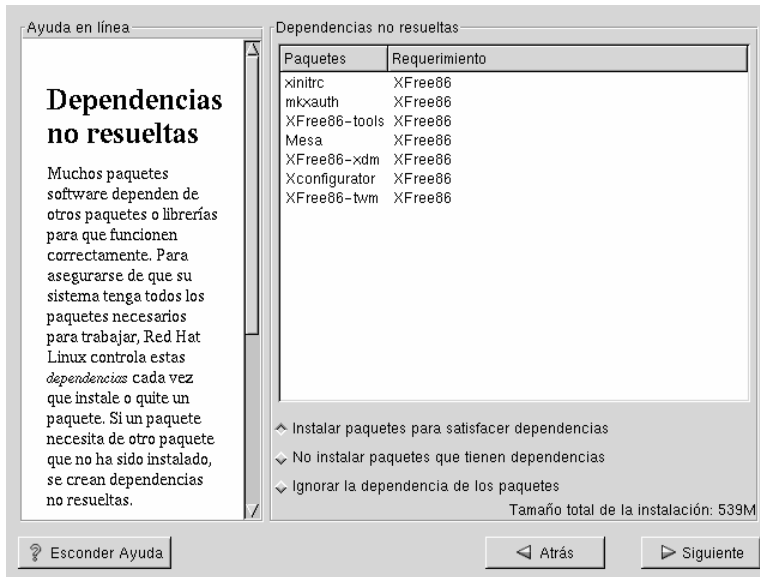 Ayuda en línea
Dependencias
no resueltas
Muchos paquetes
software dependen de
otros paquetes o librerías
para que funcionen
correctamente. Para
asegurarse de que su
sistema tenga todos los
paquetes necesarios
para trabajar, Red Hat
Linux controla estas
dependencias cada vez
que instale o quite un
paquete. Si un paquete
necesita de otro paquete
que no ha sido instalado,
se crean dependencias
no resueltas.
Dependencias no resueltas
Paquetes Requerimiento
xinitrc XFree86
mkxauth XFree86
XFree86-tools XFree86
Mesa XFree86
XFree86-xdm XFree86
Xconfigurator XFree86
XFree86-twm XFree86
Instalar paquetes para satisfacer dependencias
No instalar paquetes que tienen dependencias
Ignorar la dependencia de los paquetes
Tamaño total de la instalación: 539M
Esconder Ayuda
Atrás
Siguiente